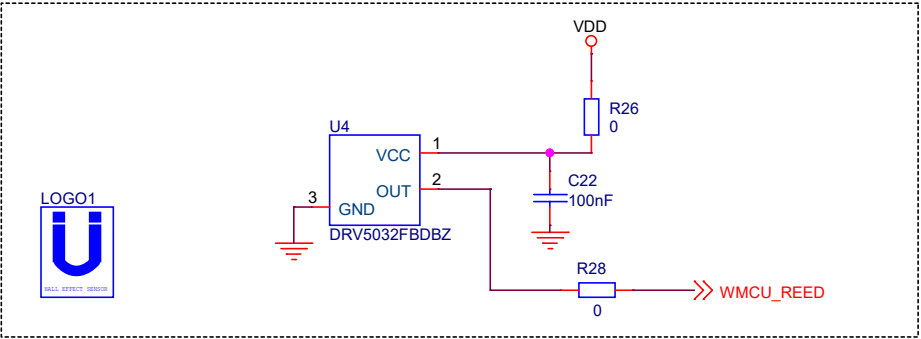 VDD
R26
0
U4
1
VCC
2
OUT
C22
100nF
3
GND
DRV5032FBDBZ
LOGO1
HALL EFFECT SENSOR
R28
0
WMCU_REED